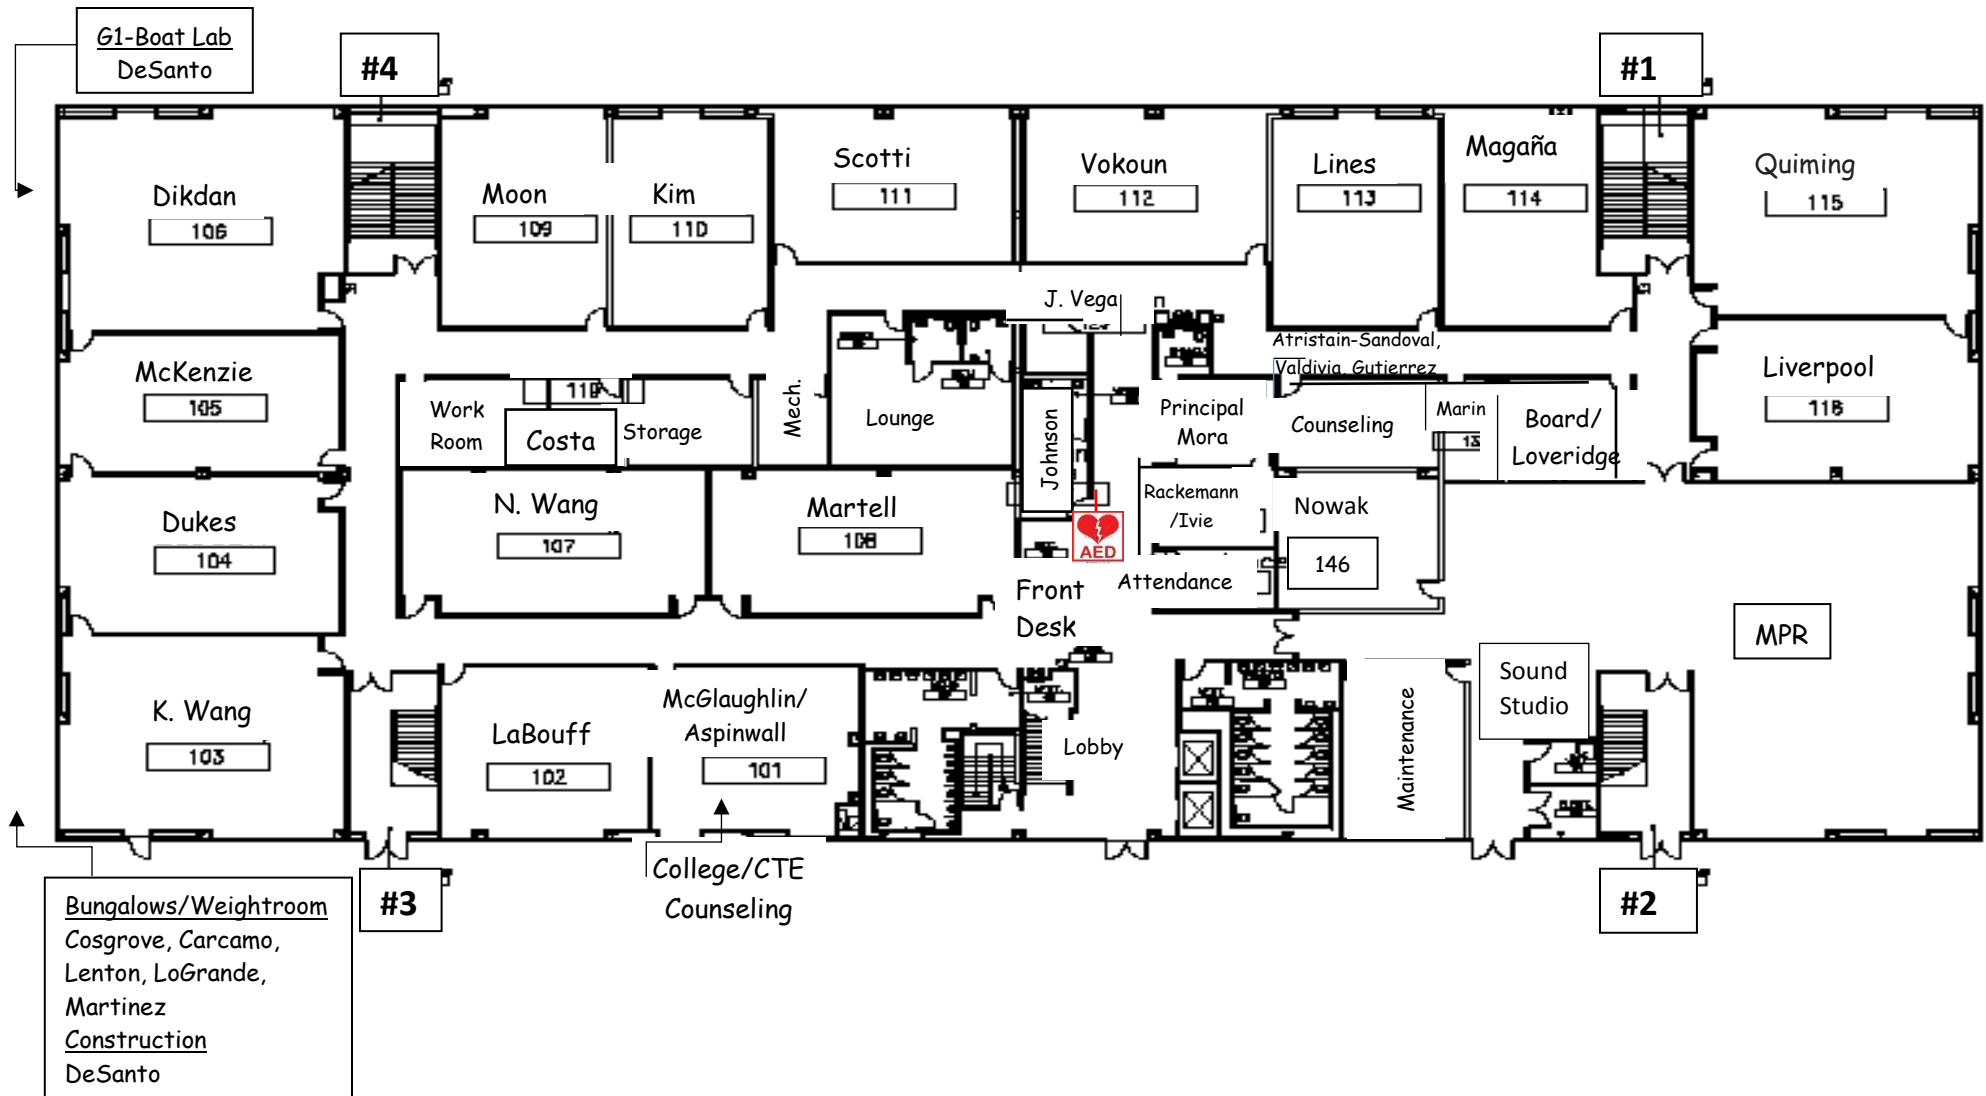 G1-Boat Lab
DeSanto
#4
#1
Dikdan
106
Moon
109
Kim
110
Scotti
111
Vokoun
112
Lines
113
Magaña
114
Quiming
115
J. Vega
McKenzie
105
Work
Room
Costa
Storage
Mech.
Lounge
Johnson
Principal
Mora
Atristain-Sandoval,
Valdivia, Gutierrez
Counseling
Marin
Board/
Loveridge
Liverpool
116
Dukes
104
N. Wang
107
Martell
108
AED
Rackemann
/Ivie
Nowak
146
Front
Desk
Attendance
MPR
K. Wang
103
LaBouff
102
McGlaughlin/
Aspinwall
101
Lobby
Maintenance
Sound
Studio
#3
College/CTE
Counseling
#2
Bungalows/Weightroom
Cosgrove, Carcamo,
Lenton, LoGrande,
Martinez
Construction
DeSanto